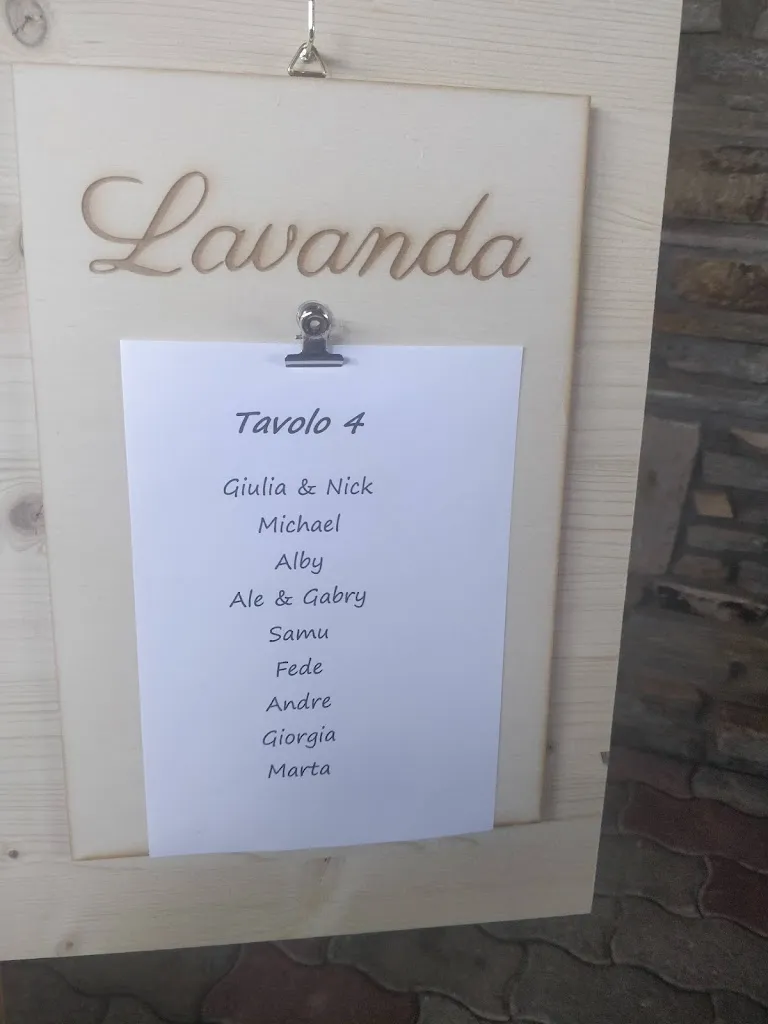 Lavanda
Tavolo 4
Giulia & Nick
Michael
Alby
Ale & Gabry
Samu
Fede
Andre
Giorgia
Marta